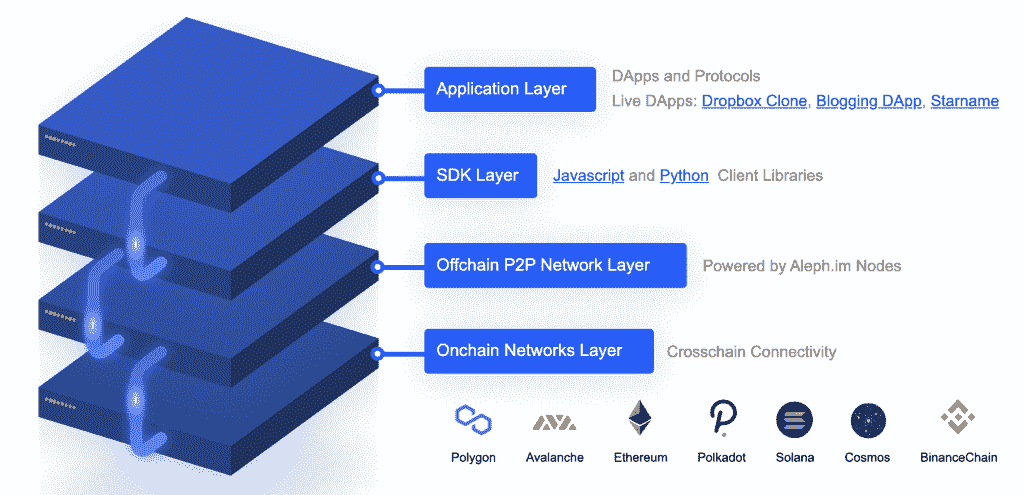 Application Layer
DApps and Protocols
Live DApps: Dropbox Clone, Blogging DApp, Starname
SDK Layer
Javascript and Python Client Libraries
Offchain P2P Network Layer
Powered by Aleph.im Nodes
Onchain Networks Layer
Crosschain Connectivity
Polygon
Avalanche
Ethereum
Polkadot
Solana
Cosmos
BinanceChain